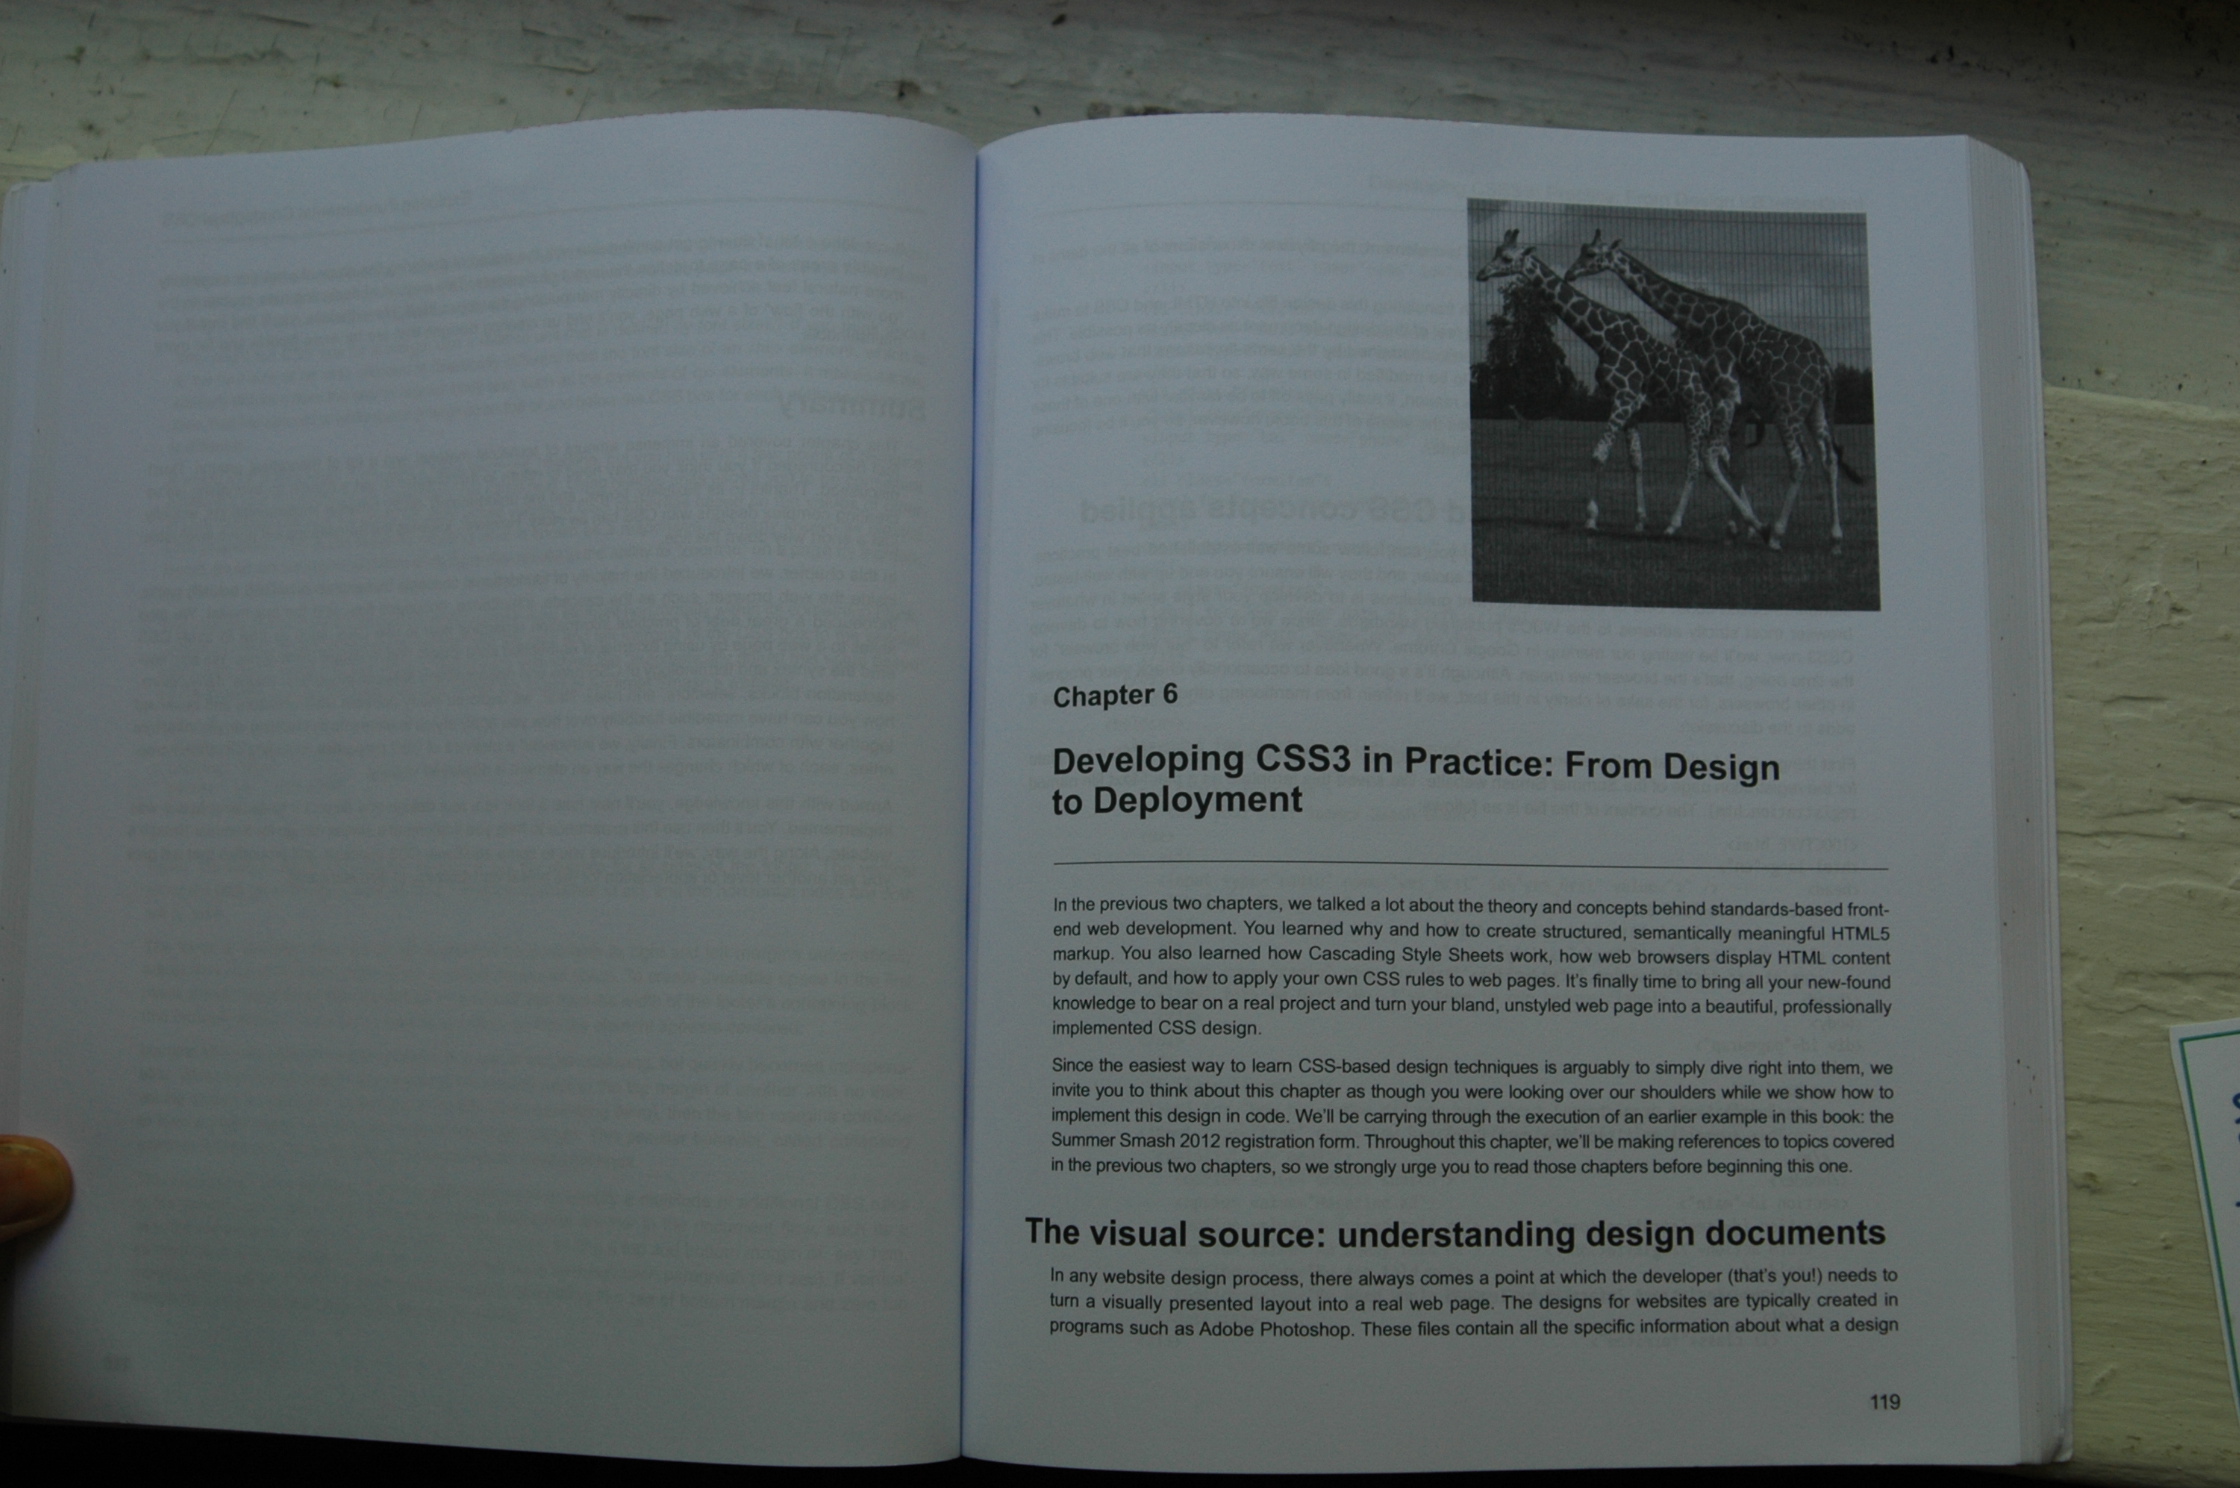 Chapter 6
Developing CSS3 in Practice: From Design
to Deployment
In the previous two chapters, we talked a lot about the theory and concepts behind standards-based front-
end web development. You learned why and how to create structured, semantically meaningful HTML5
markup. You also learned how Cascading Style Sheets work, how web browsers display HTML content
by default, and how to apply your own CSS rules to web pages. It's finally time to bring all your new-found
knowledge to bear on a real project and turn your bland, unstyled web page into a beautiful, professionally
implemented CSS design.
Since the easiest way to learn CSS-based design techniques is arguably to simply dive right into them, we
invite you to think about this chapter as though you were looking over our shoulders while we show how to
implement this design in code. We'll be carrying through the execution of an earlier example in this book: the
Summer Smash 2012 registration form. Throughout this chapter, we'll be making references to topics covered
in the previous two chapters, so we strongly urge you to read those chapters before beginning this one.
The visual source: understanding design documents
In any website design process, there always comes a point at which the developer (that's you!) needs to
turn a visually presented layout into a real web page. The designs for websites are typically created in
programs such as Adobe Photoshop. These files contain all the specific information about what a design
119